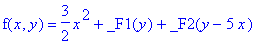 f(x, y) = 3/2 x^2 + _F1(y) + _F2(y − 5 x)